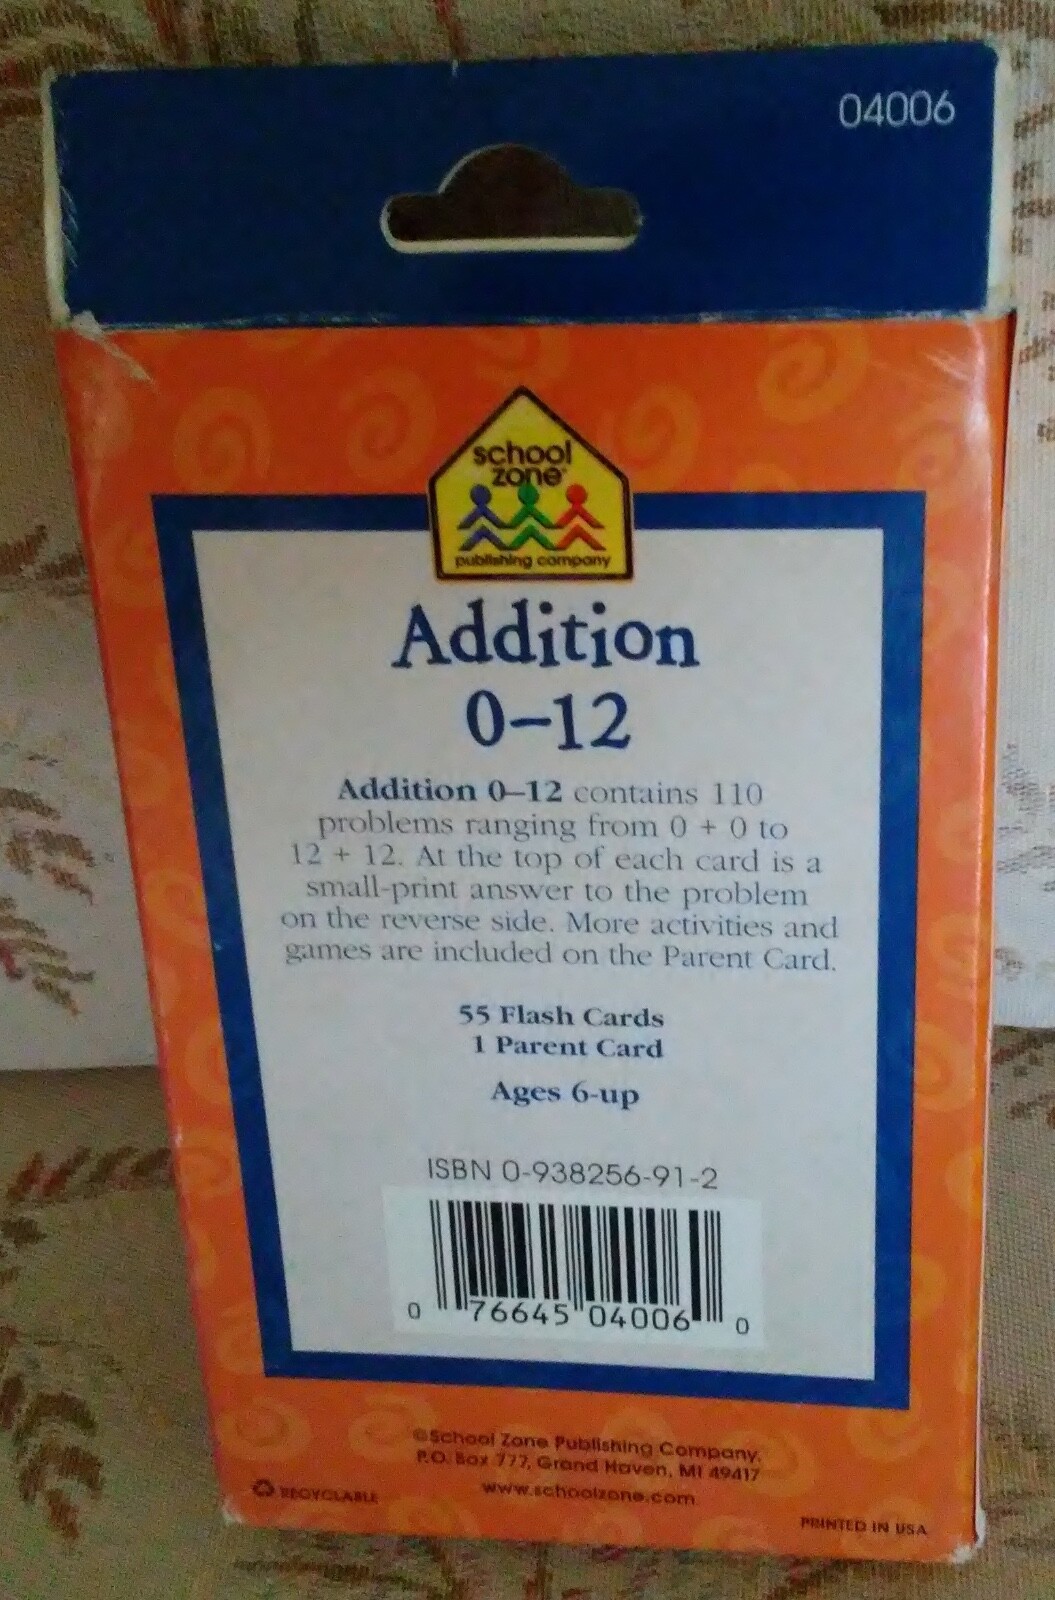 04006
school
zone®
publishing company
Addition
0–12
Addition 0–12 contains 110
problems ranging from 0 + 0 to
12 + 12. At the top of each card is a
small-print answer to the problem
on the reverse side. More activities and
games are included on the Parent Card.
55 Flash Cards
1 Parent Card
Ages 6-up
ISBN 0-938256-91-2
0 76645 04006 0
©School Zone Publishing Company,
P.O. Box 777, Grand Haven, MI 49417
www.schoolzone.com
RECYCLABLE
PRINTED IN USA